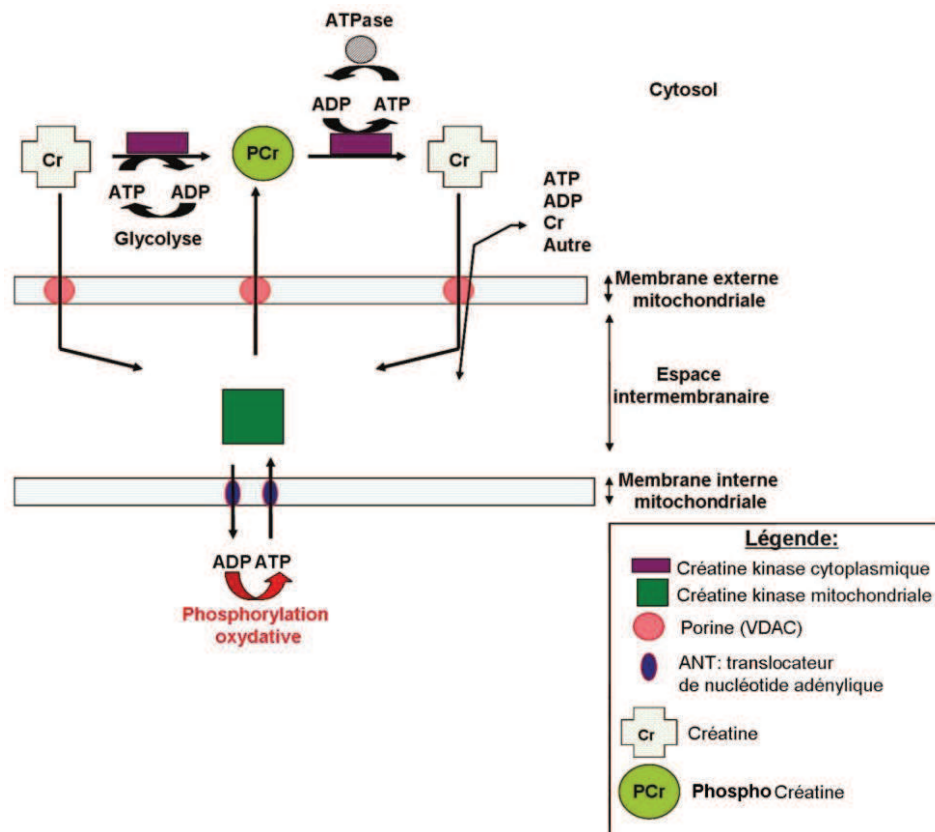 ATPase
Cytosol
ADP ATP
Cr
PCr
Cr
ATP ADP
Glycolyse
ATP
ADP
Cr
Autre
Membrane externe
mitochondriale
Espace
intermembranaire
Membrane interne
mitochondriale
ADP ATP
Phosphorylation
oxydative
Légende:
Créatine kinase cytoplasmique
Créatine kinase mitochondriale
Porine (VDAC)
ANT: translocateur
de nucléotide adénylique
Cr Créatine
PCr Phospho Créatine